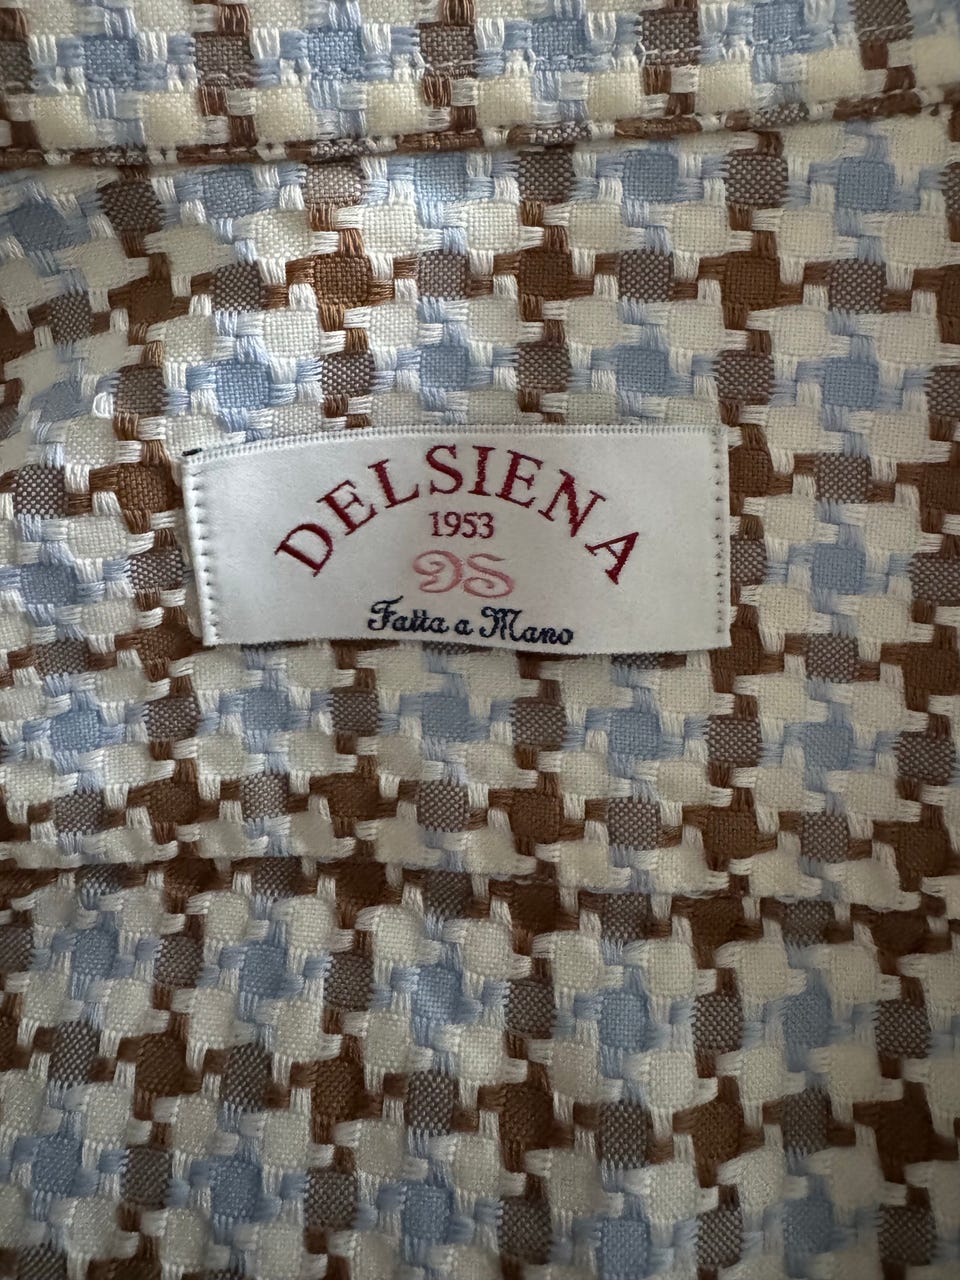 DELSIENA
1953
DS
Fatta a Mano